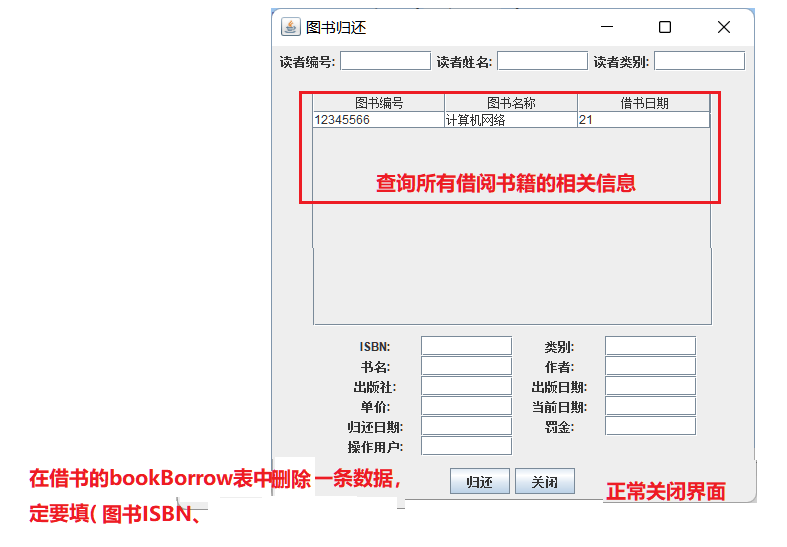 图书归还
读者编号: 读者姓名: 读者类别:
图书编号 图书名称 借书日期
12345566 计算机网络 21
查询所有借阅书籍的相关信息
ISBN: 类别:
书名: 作者:
出版社: 出版日期:
单价: 当前日期:
归还日期: 罚金:
操作用户:
在借书的bookBorrow表中删除一条数据，
归还 关闭
正常关闭界面
定要填( 图书ISBN、